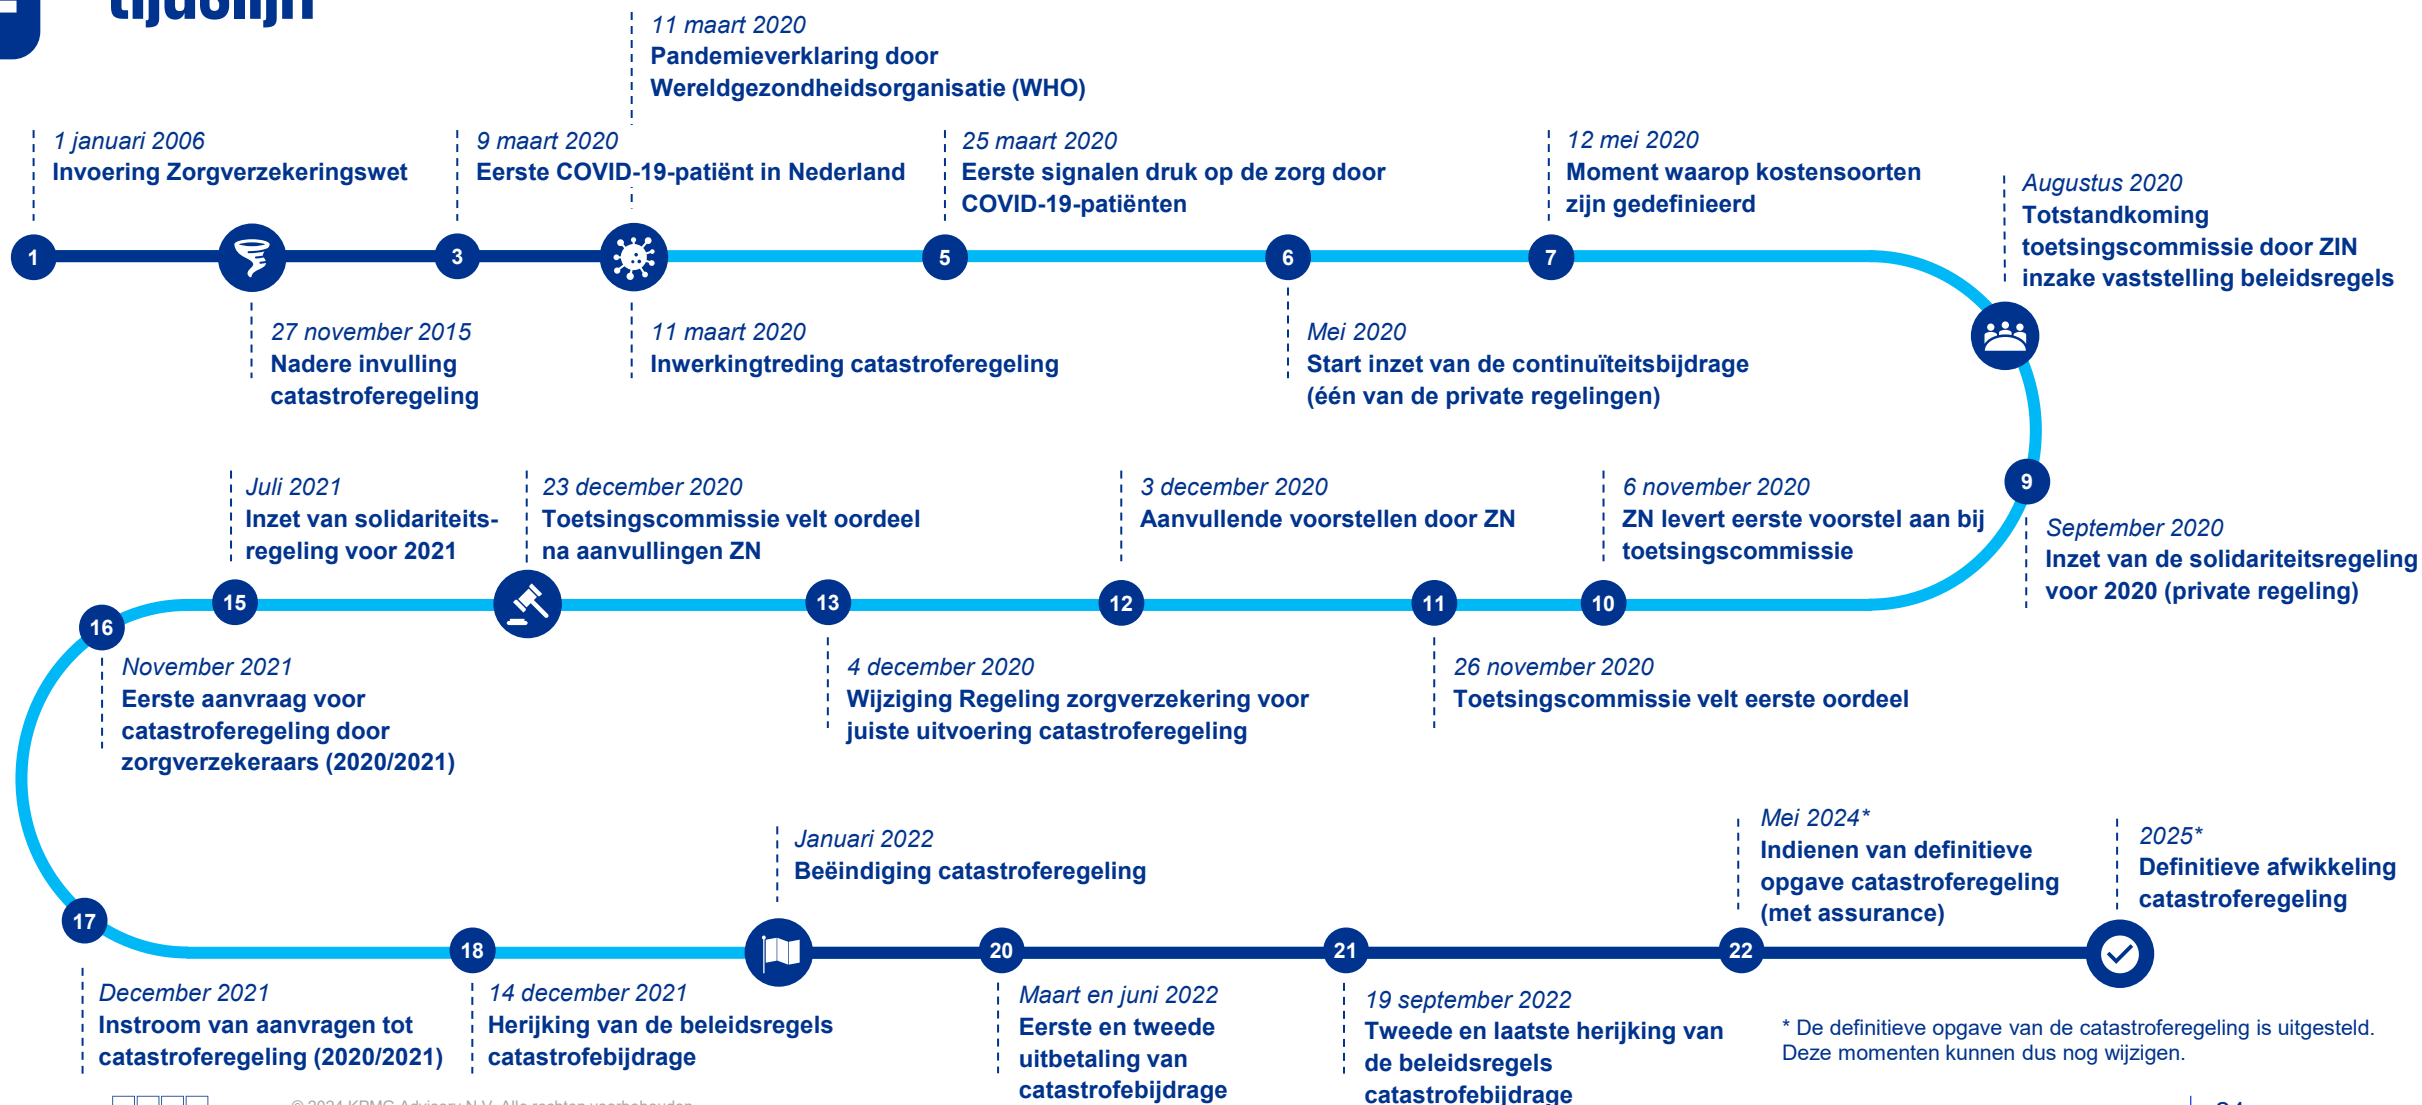 tijdslijn
11 maart 2020
Pandemieverklaring door
Wereldgezondheidsorganisatie (WHO)
1 januari 2006
Invoering Zorgverzekeringswet
9 maart 2020
Eerste COVID-19-patiënt in Nederland
25 maart 2020
Eerste signalen druk op de zorg door
COVID-19-patiënten
12 mei 2020
Moment waarop kostensoorten
zijn gedefinieerd
Augustus 2020
Totstandkoming
toetsingscommissie door ZIN
inzake vaststelling beleidsregels
1
3
5
6
7
27 november 2015
Nadere invulling
catastroferegeling
11 maart 2020
Inwerkingtreding catastroferegeling
Mei 2020
Start inzet van de continuïteitsbijdrage
(één van de private regelingen)
9
September 2020
Inzet van de solidariteitsregeling
voor 2020 (private regeling)
6 november 2020
ZN levert eerste voorstel aan bij
toetsingscommissie
3 december 2020
Aanvullende voorstellen door ZN
23 december 2020
Toetsingscommissie velt oordeel
na aanvullingen ZN
Juli 2021
Inzet van solidariteits-
regeling voor 2021
10
11
12
13
15
16
26 november 2020
Toetsingscommissie velt eerste oordeel
4 december 2020
Wijziging Regeling zorgverzekering voor
juiste uitvoering catastroferegeling
November 2021
Eerste aanvraag voor
catastroferegeling door
zorgverzekeraars (2020/2021)
Januari 2022
Beëindiging catastroferegeling
Mei 2024*
Indienen van definitieve
opgave catastroferegeling
(met assurance)
2025*
Definitieve afwikkeling
catastroferegeling
17
18
20
21
22
December 2021
Instroom van aanvragen tot
catastroferegeling (2020/2021)
14 december 2021
Herijking van de beleidsregels
catastrofebijdrage
Maart en juni 2022
Eerste en tweede
uitbetaling van
catastrofebijdrage
19 september 2022
Tweede en laatste herijking van
de beleidsregels
catastrofebijdrage
* De definitieve opgave van de catastroferegeling is uitgesteld.
Deze momenten kunnen dus nog wijzigen.
© 2024 KPMG Advisory N.V. Alle rechten voorbehouden